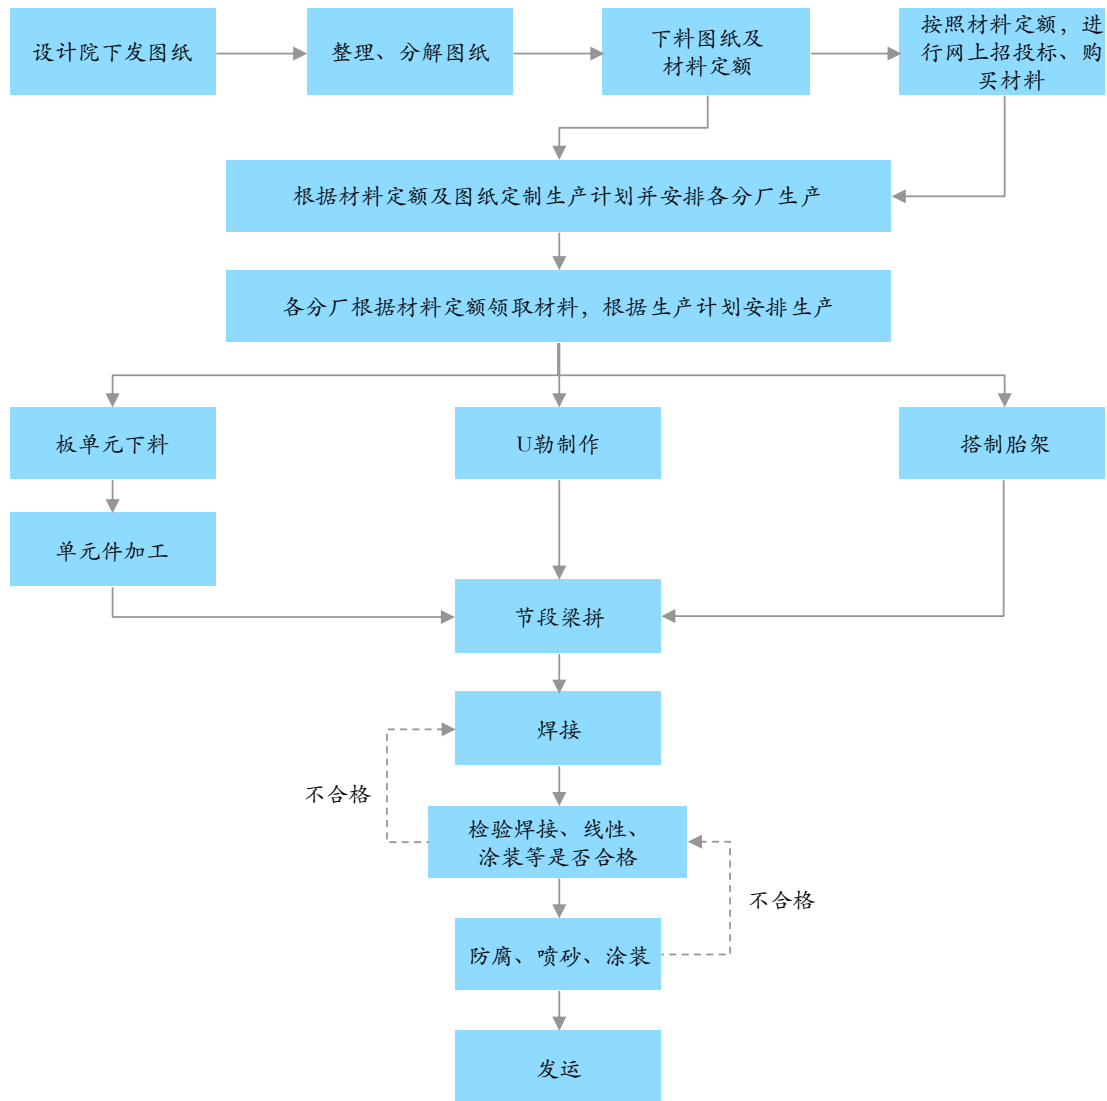 设计院下发图纸
整理、分解图纸
下料图纸及
材料定额
按照材料定额，进
行网上招投标、购
买材料
根据材料定额及图纸定制生产计划并安排各分厂生产
各分厂根据材料定额领取材料，根据生产计划安排生产
板单元下料
U勒制作
搭制胎架
单元件加工
节段梁拼
焊接
不合格
检验焊接、线性、
涂装等是否合格
不合格
防腐、喷砂、涂装
发运